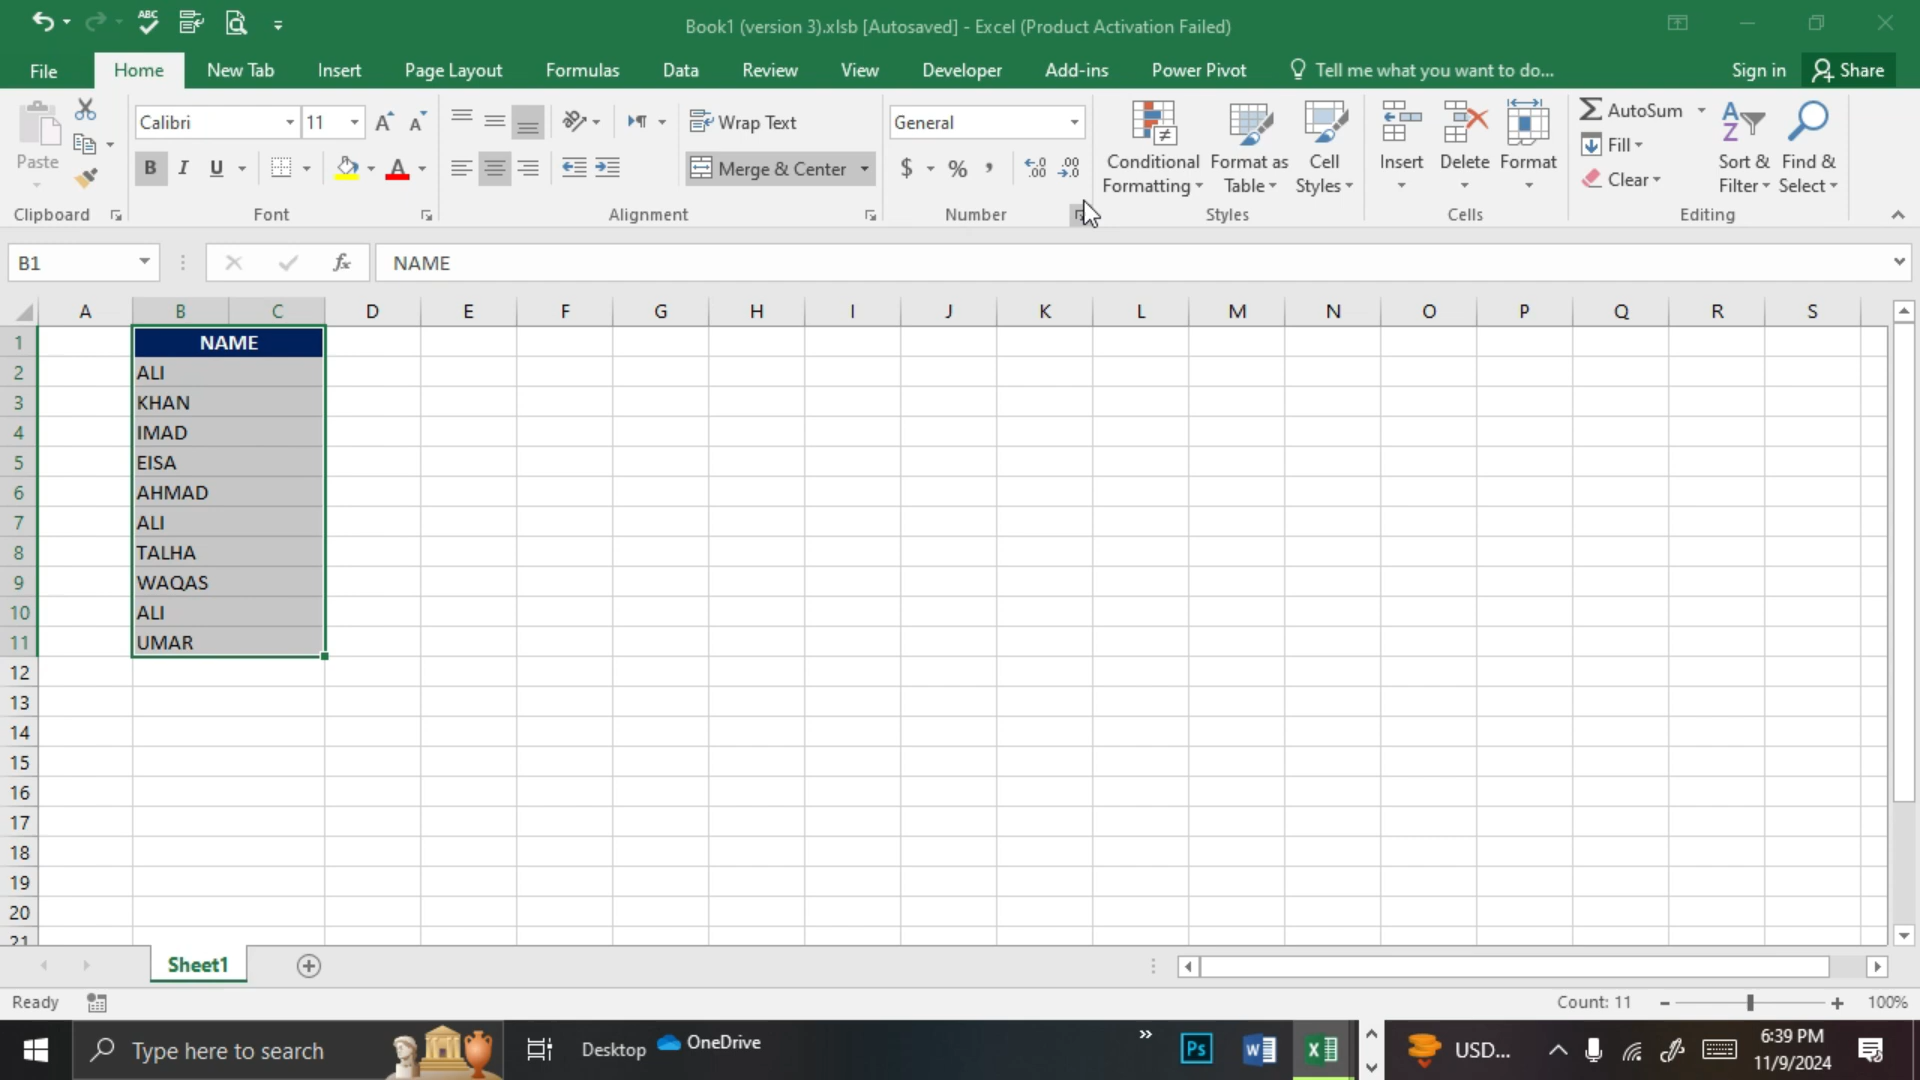 Book1 (version 3).xlsb [Autosaved] - Excel (Product Activation Failed)
File Home New Tab Insert Page Layout Formulas Data Review View Developer Add-ins Power Pivot Tell me what you want to do... Sign in Share
Paste
Calibri 11
Wrap Text
Merge & Center
General
$ % ,
B I U
Conditional Formatting
Format as Table
Cell Styles
Insert Delete Format
AutoSum
Fill
Clear
Sort & Filter
Find & Select
Clipboard Font Alignment Number Styles Cells Editing
B1 fx NAME
A B C D E F G H I J K L M N O P Q R S
1 NAME
2 ALI
3 KHAN
4 IMAD
5 EISA
6 AHMAD
7 ALI
8 TALHA
9 WAQAS
10 ALI
11 UMAR
12
13
14
15
16
17
18
19
20
21
Sheet1
Ready Count: 11 100%
Type here to search Desktop OneDrive Ps USD... 6:39 PM
11/9/2024